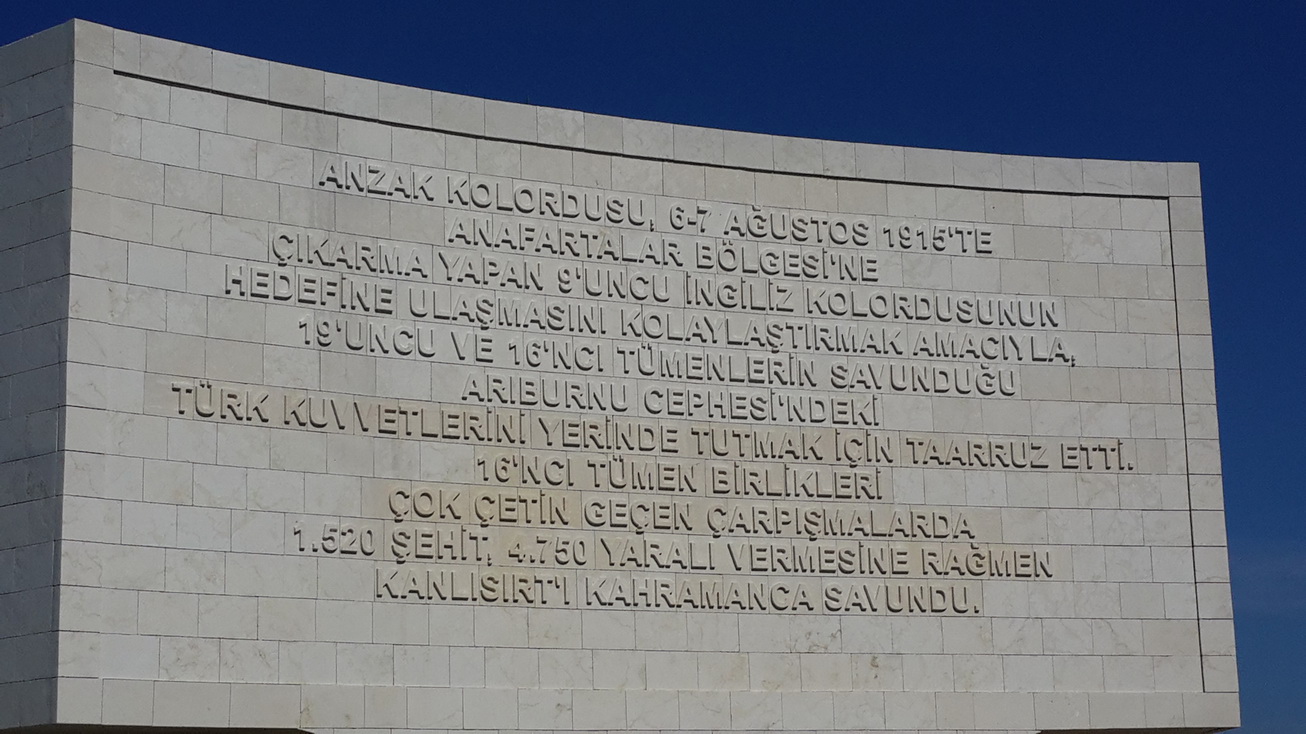 ANZAK KOLORDUSU, 6-7 AĞUSTOS 1915'TE
ANAFARTALAR BÖLGESİ'NE
ÇIKARMA YAPAN 9'UNCU İNGİLİZ KOLORDUSUNUN
HEDEFİNE ULAŞMASINI KOLAYLAŞTIRMAK AMACIYLA,
19'UNCU VE 16'NCI TÜMENLERİN SAVUNDUĞU
ARIBURNU CEPHESİ'NDEKİ
TÜRK KUVVETLERİNİ YERİNDE TUTMAK İÇİN TAARRUZ ETTİ.
16'NCI TÜMEN BİRLİKLERİ
ÇOK ÇETİN GEÇEN ÇARPIŞMALARDA
1.520 ŞEHİT, 4.750 YARALI VERMESİNE RAĞMEN
KANLISIRT'I KAHRAMANCA SAVUNDU.